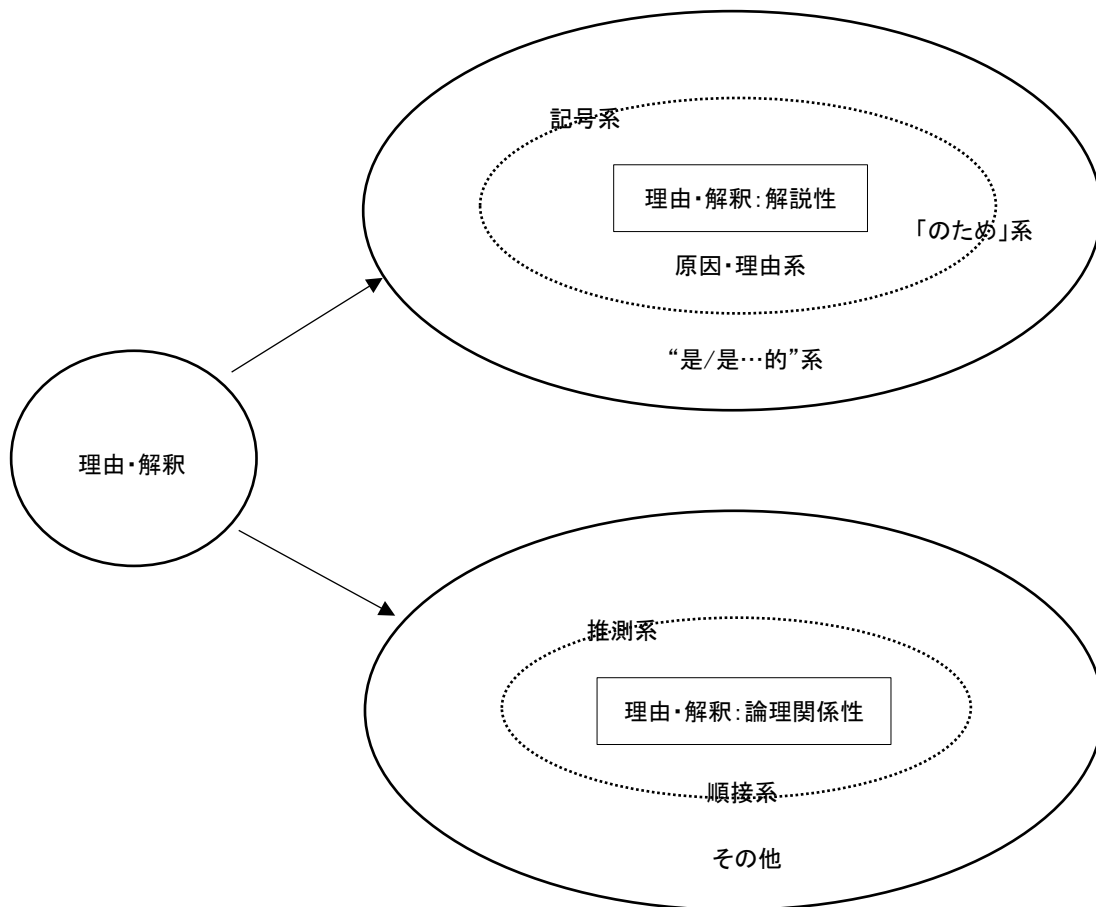 記号系
理由・解釈：解説性
「のため」系
原因・理由系
“是/是…的”系
理由・解釈
推測系
理由・解釈：論理関係性
順接系
その他